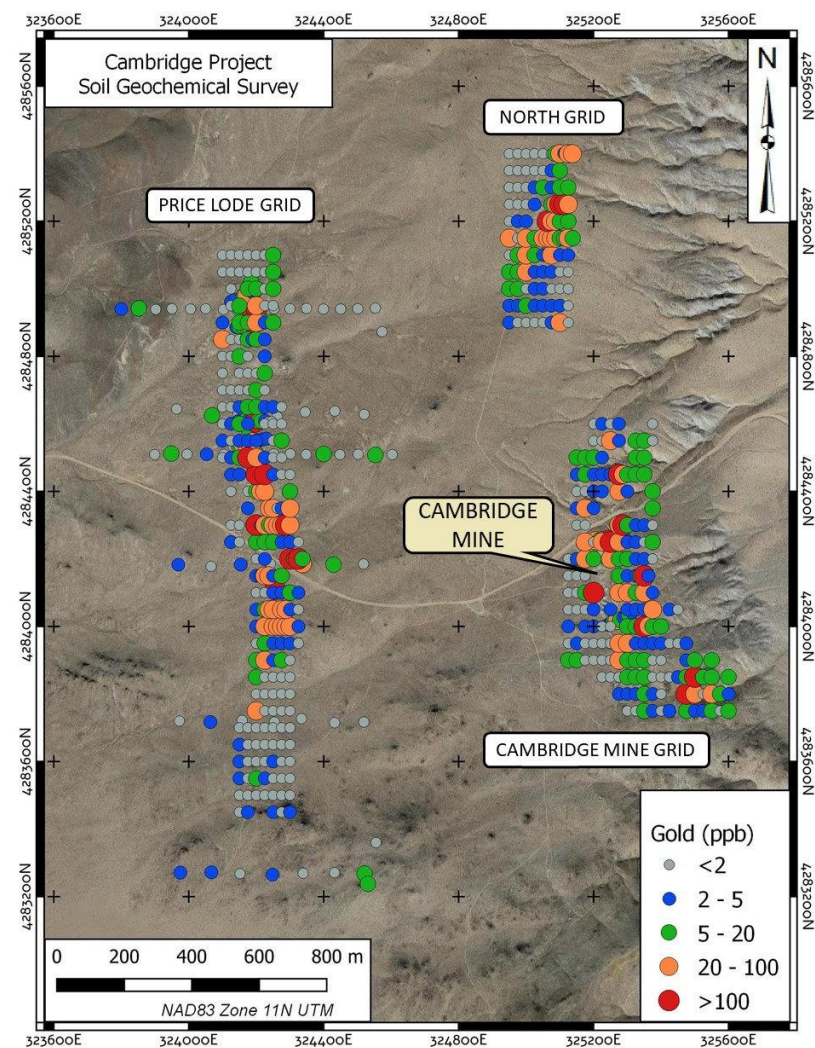 323600E 324000E 324400E 324800E 325200E 325600E
Cambridge Project
Soil Geochemical Survey
N
4285600N 4285600N
NORTH GRID
PRICE LODE GRID
4285200N 4285200N
4284800N 4284800N
4284400N 4284400N
CAMBRIDGE
MINE
4284000N 4284000N
CAMBRIDGE MINE GRID
4283600N 4283600N
Gold (ppb)
<2
2 - 5
5 - 20
20 - 100
>100
4283200N 4283200N
0 200 400 600 800 m
NAD83 Zone 11N UTM
323600E 324000E 324400E 324800E 325200E 325600E